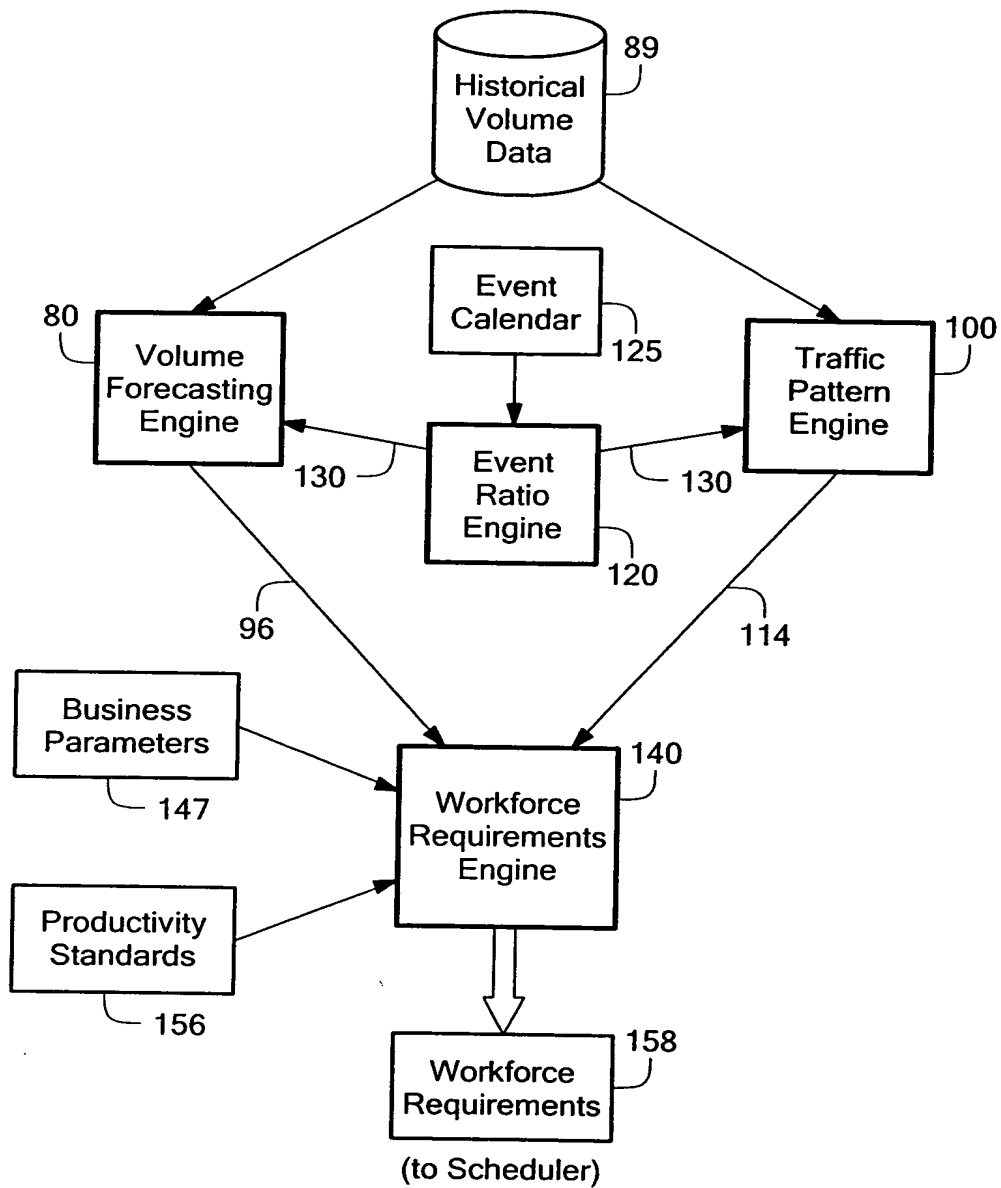 Historical
Volume
Data
89
Event
Calendar
125
80
Volume
Forecasting
Engine
100
Traffic
Pattern
Engine
130
Event
Ratio
Engine
130
120
96
114
Business
Parameters
147
140
Workforce
Requirements
Engine
Productivity
Standards
156
158
Workforce
Requirements
(to Scheduler)